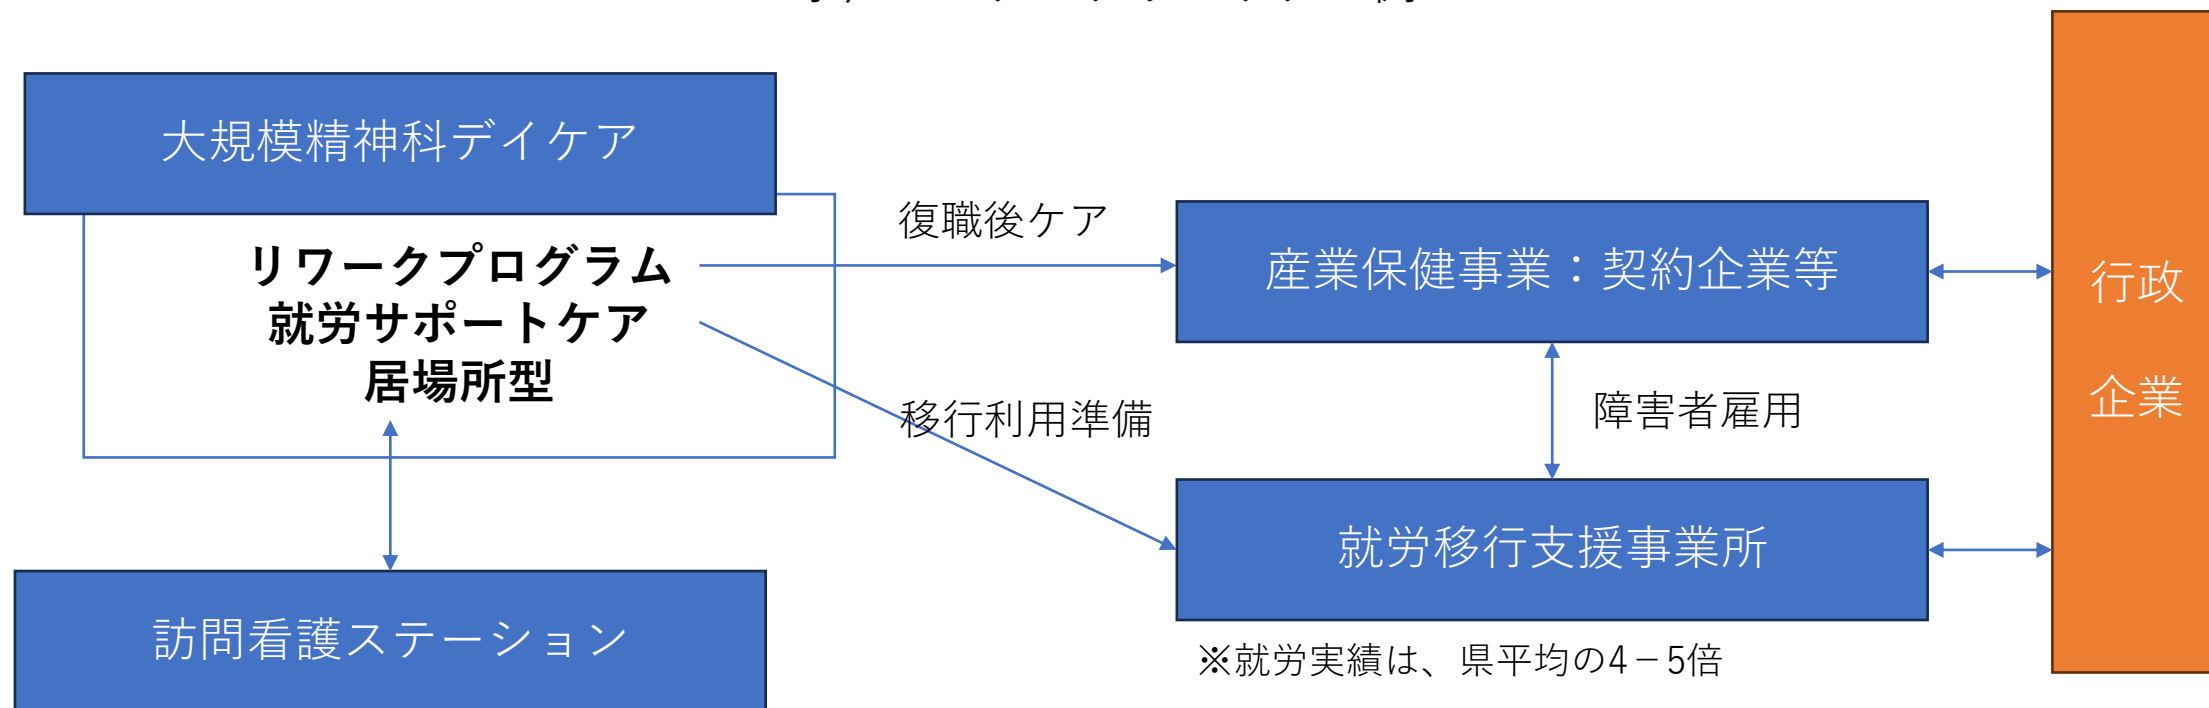 大規模精神科デイケア
リワークプログラム
就労サポートケア
居場所型
訪問看護ステーション
復職後ケア
移行利用準備
産業保健事業：契約企業等
障害者雇用
就労移行支援事業所
※就労実績は、県平均の4－5倍
行政
企業